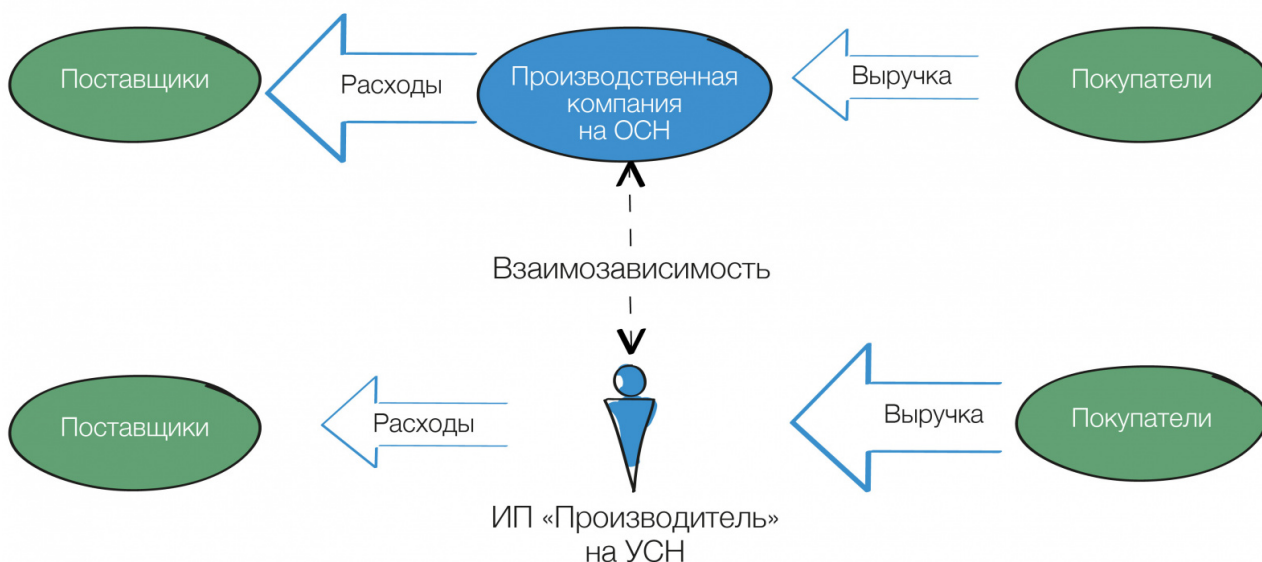 Поставщики
Расходы
Производственная
компания
на ОСН
Выручка
Покупатели
Взаимозависимость
Поставщики
Расходы
Выручка
Покупатели
ИП «Производитель»
на УСН